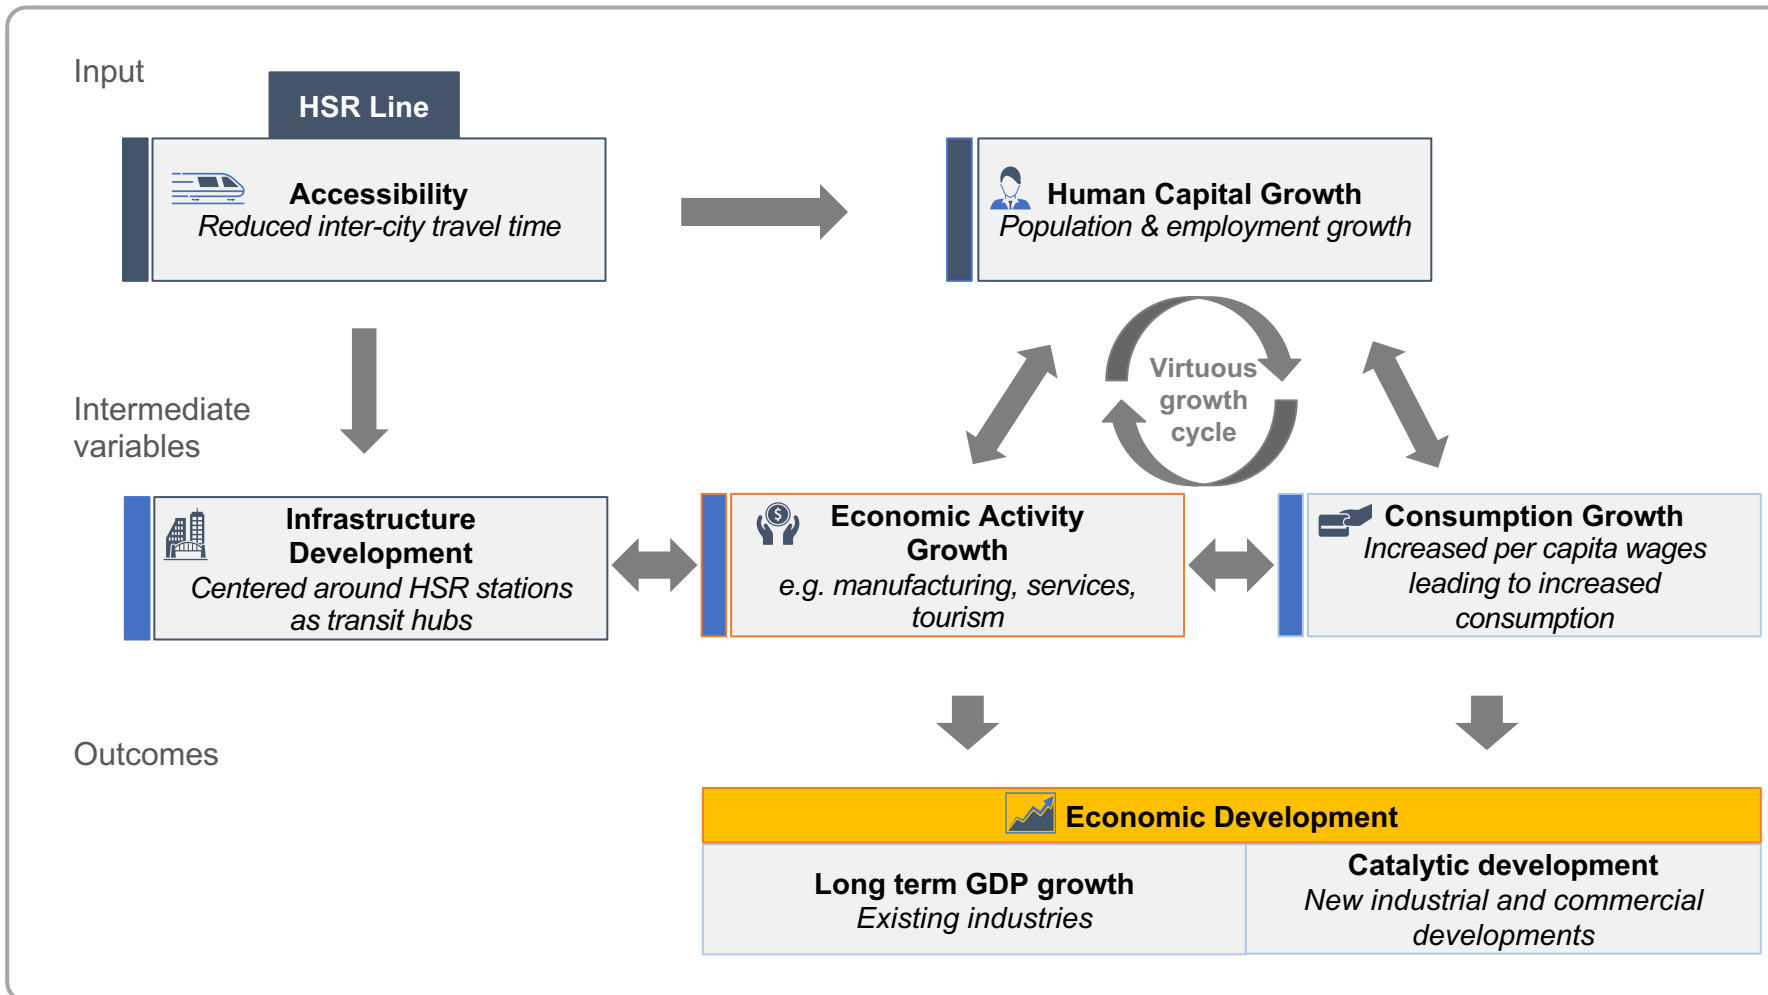 Input
HSR Line
Accessibility
Reduced inter-city travel time
Human Capital Growth
Population & employment growth
Virtuous
growth
cycle
Intermediate
variables
Infrastructure
Development
Centered around HSR stations
as transit hubs
$
Economic Activity
Growth
e.g. manufacturing, services,
tourism
Consumption Growth
Increased per capita wages
leading to increased
consumption
Outcomes
Economic Development
Long term GDP growth
Existing industries
Catalytic development
New industrial and commercial
developments